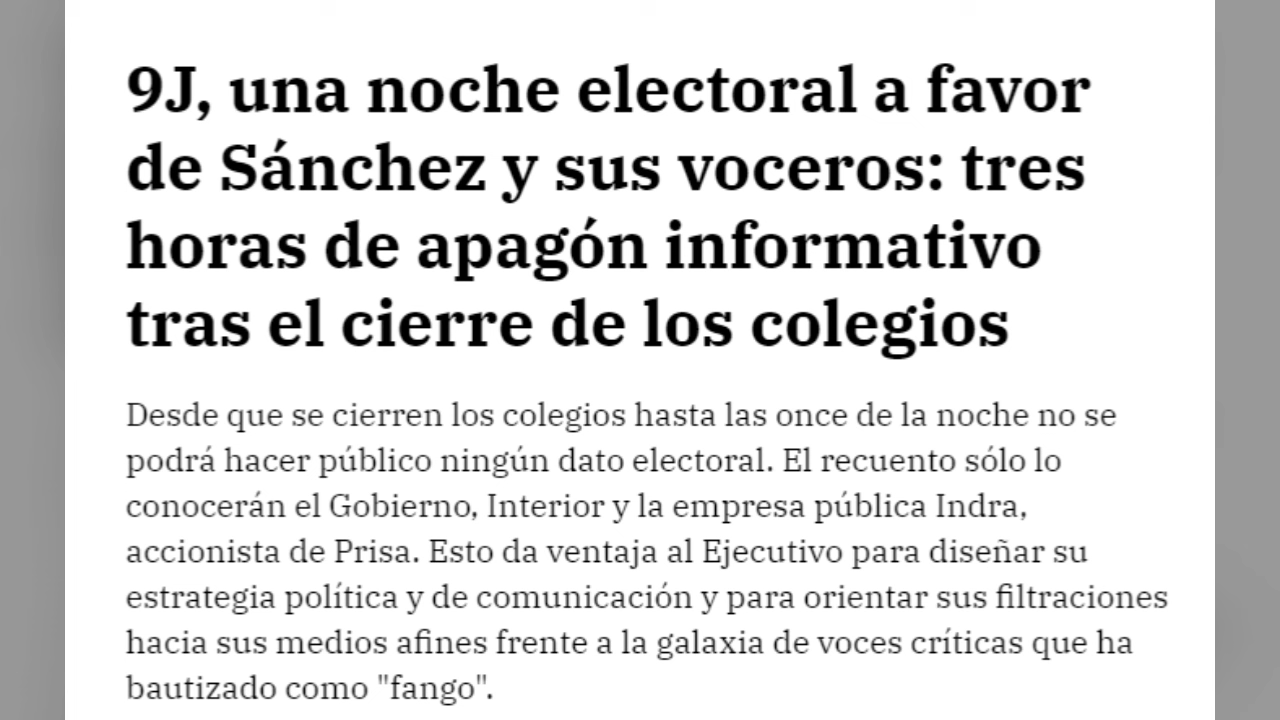 9J, una noche electoral a favor
de Sánchez y sus voceros: tres
horas de apagón informativo
tras el cierre de los colegios
Desde que se cierren los colegios hasta las once de la noche no se
podrá hacer público ningún dato electoral. El recuento sólo lo
conocerán el Gobierno, Interior y la empresa pública Indra,
accionista de Prisa. Esto da ventaja al Ejecutivo para diseñar su
estrategia política y de comunicación y para orientar sus filtraciones
hacia sus medios afines frente a la galaxia de voces críticas que ha
bautizado como "fango".